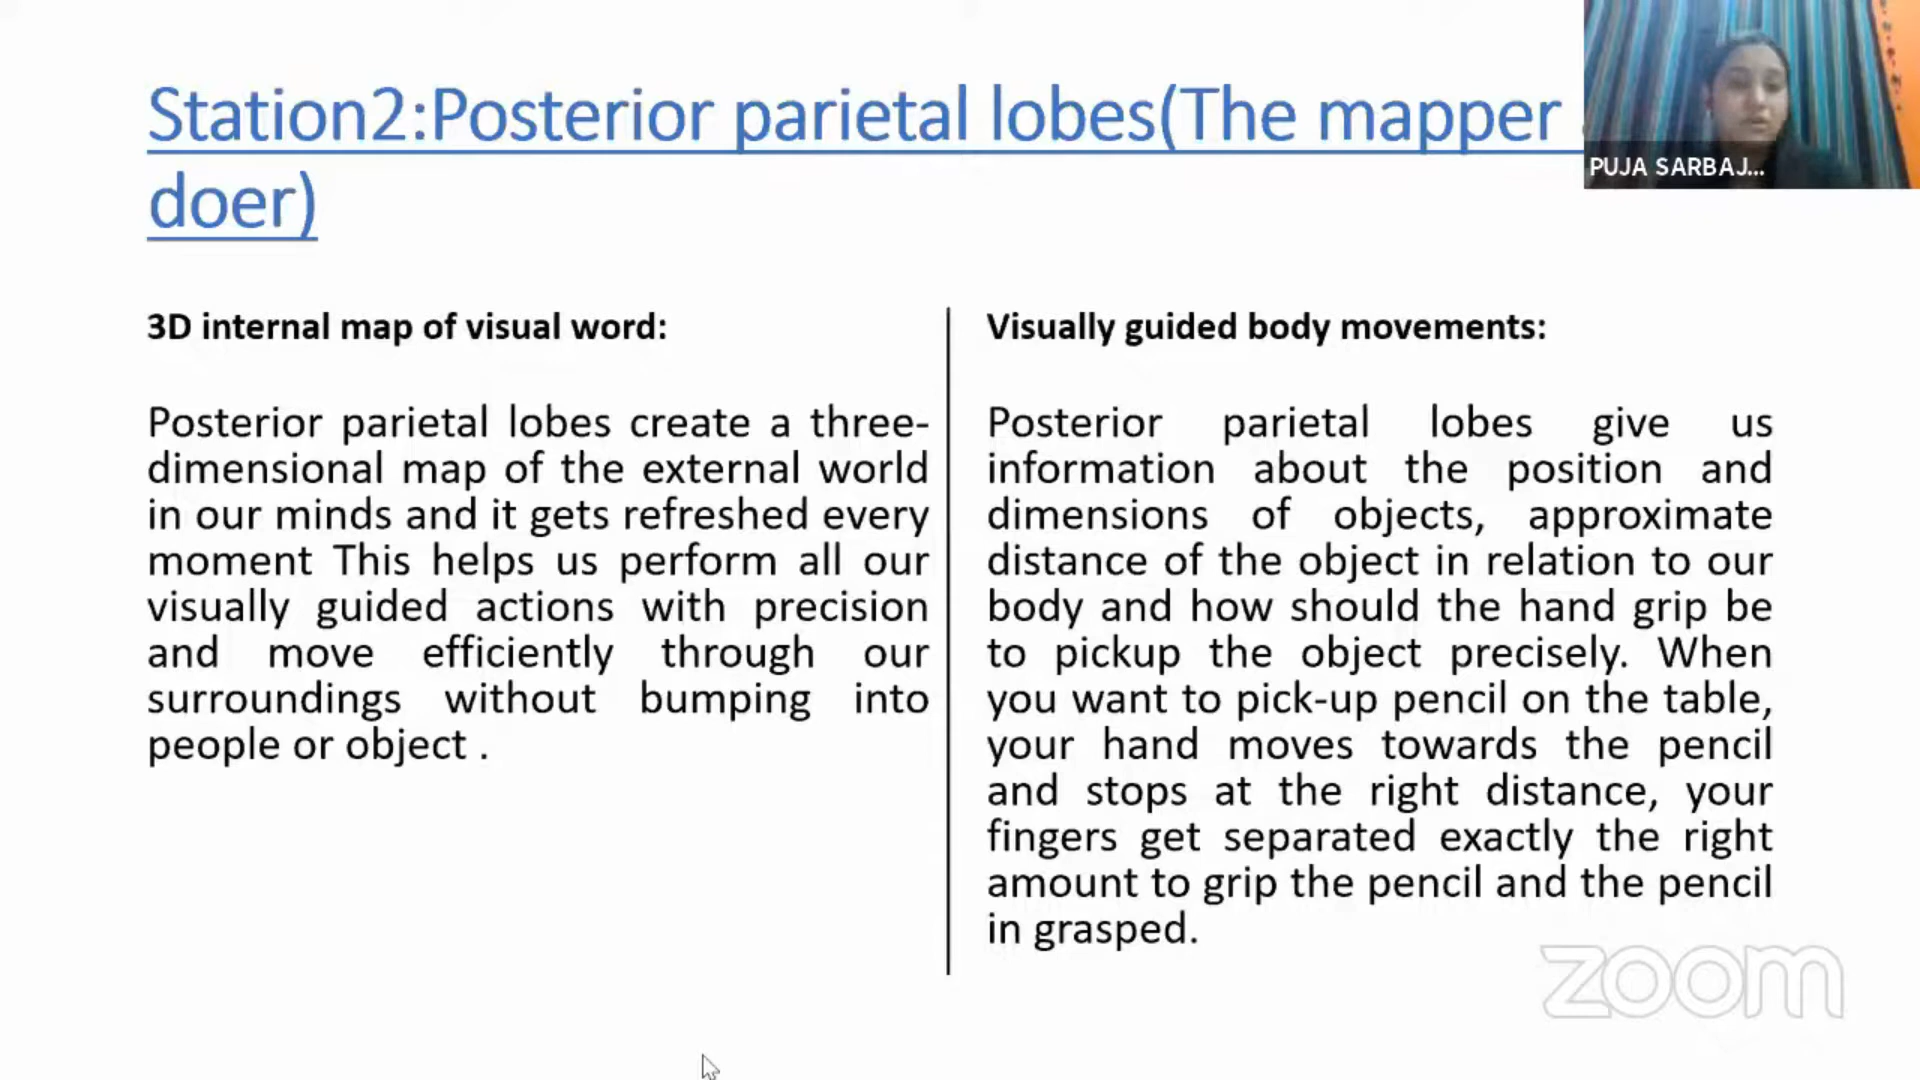 Station2:Posterior parietal lobes(The mapper
doer)
PUJA SARBAJ...
3D internal map of visual word:
Posterior parietal lobes create a three-
dimensional map of the external world
in our minds and it gets refreshed every
moment This helps us perform all our
visually guided actions with precision
and move efficiently through our
surroundings without bumping into
people or object .
Visually guided body movements:
Posterior parietal lobes give us
information about the position and
dimensions of objects, approximate
distance of the object in relation to our
body and how should the hand grip be
to pickup the object precisely. When
you want to pick-up pencil on the table,
your hand moves towards the pencil
and stops at the right distance, your
fingers get separated exactly the right
amount to grip the pencil and the pencil
in grasped.
zoom